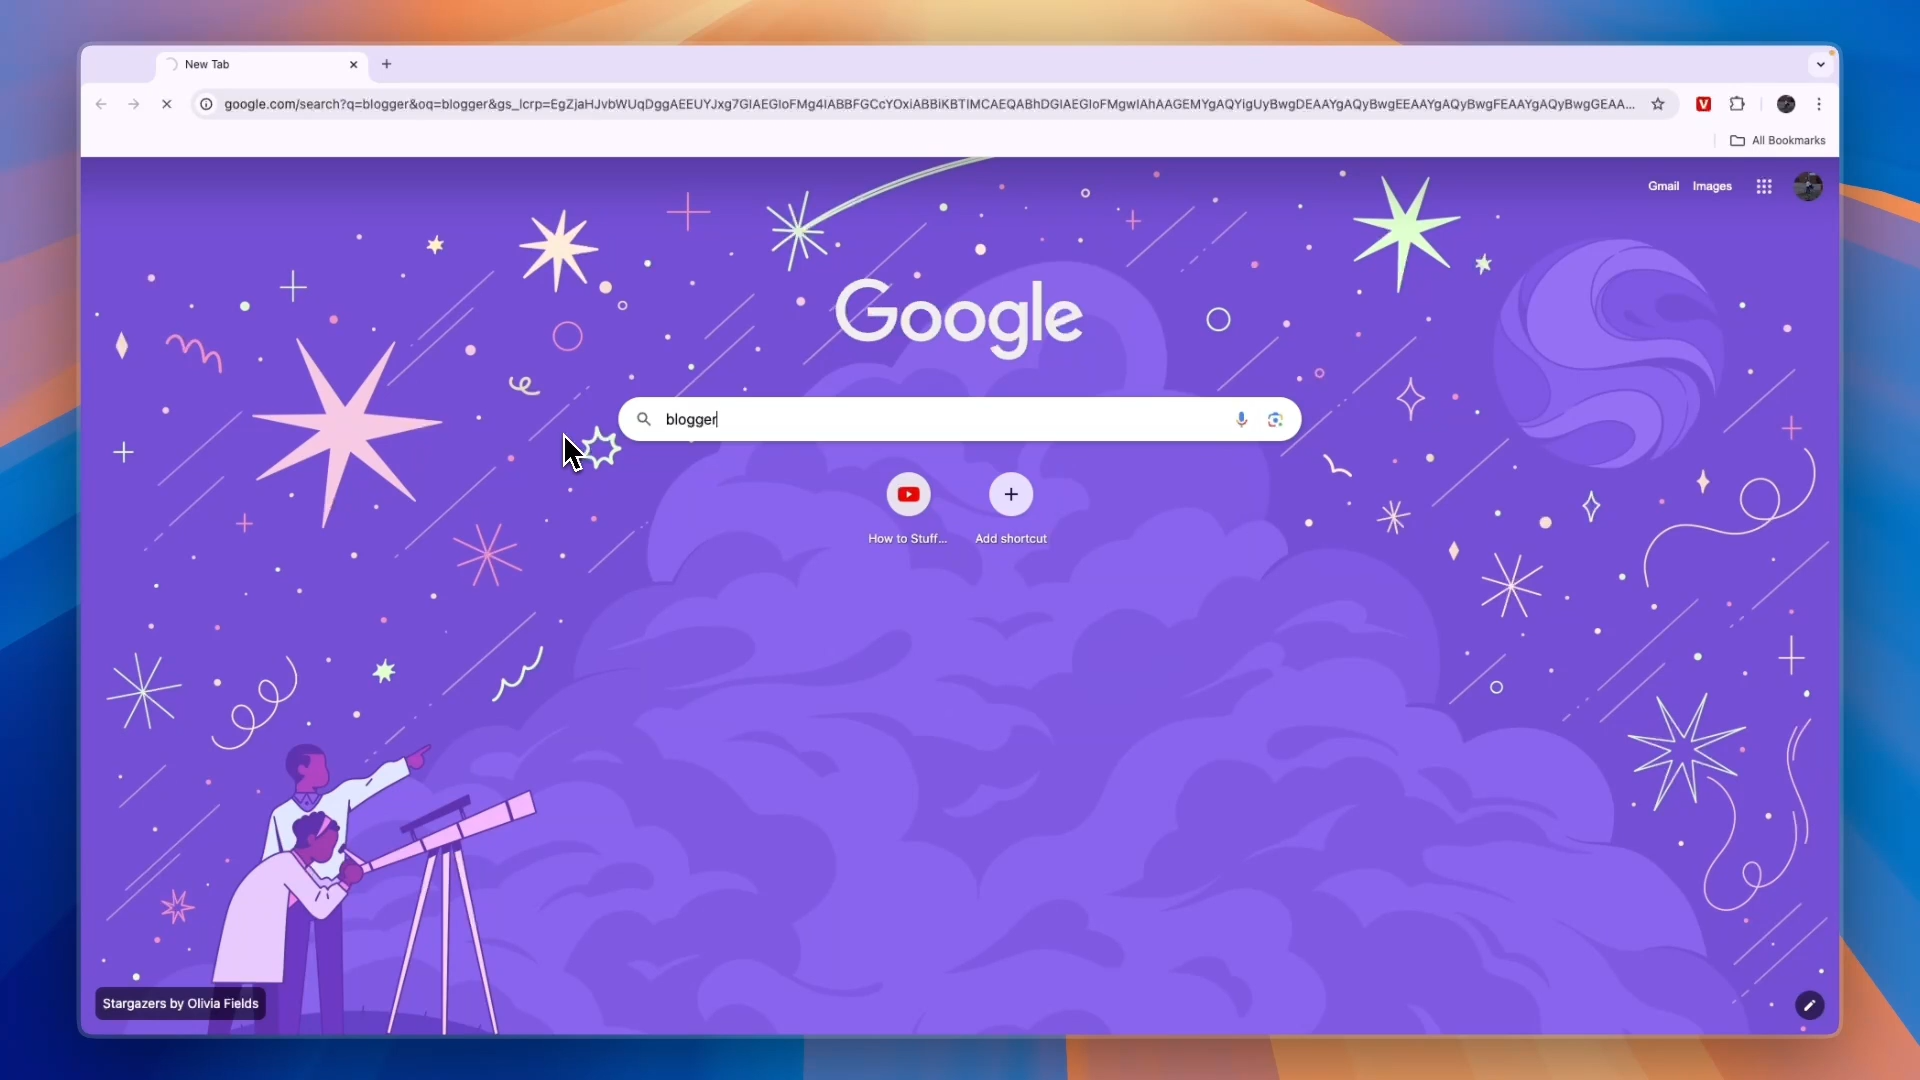 New Tab
google.com/search?q=blogger&oq=blogger&gs_lcrp=EgZjaHJvbWUqDggAEEUYJxg7GIAEGIoFMg4IABBFGCcYOxiABBiKBTIMCAEQABhDGIAEGIoFMgwIAhAAGEMYgAQYigUyBwgDEAAYgAQyBwgEEAAYgAQyBwgFEAAYgAQyBwgGEAA...
All Bookmarks
Gmail Images
Google
blogger
How to Stuff... Add shortcut
Stargazers by Olivia Fields